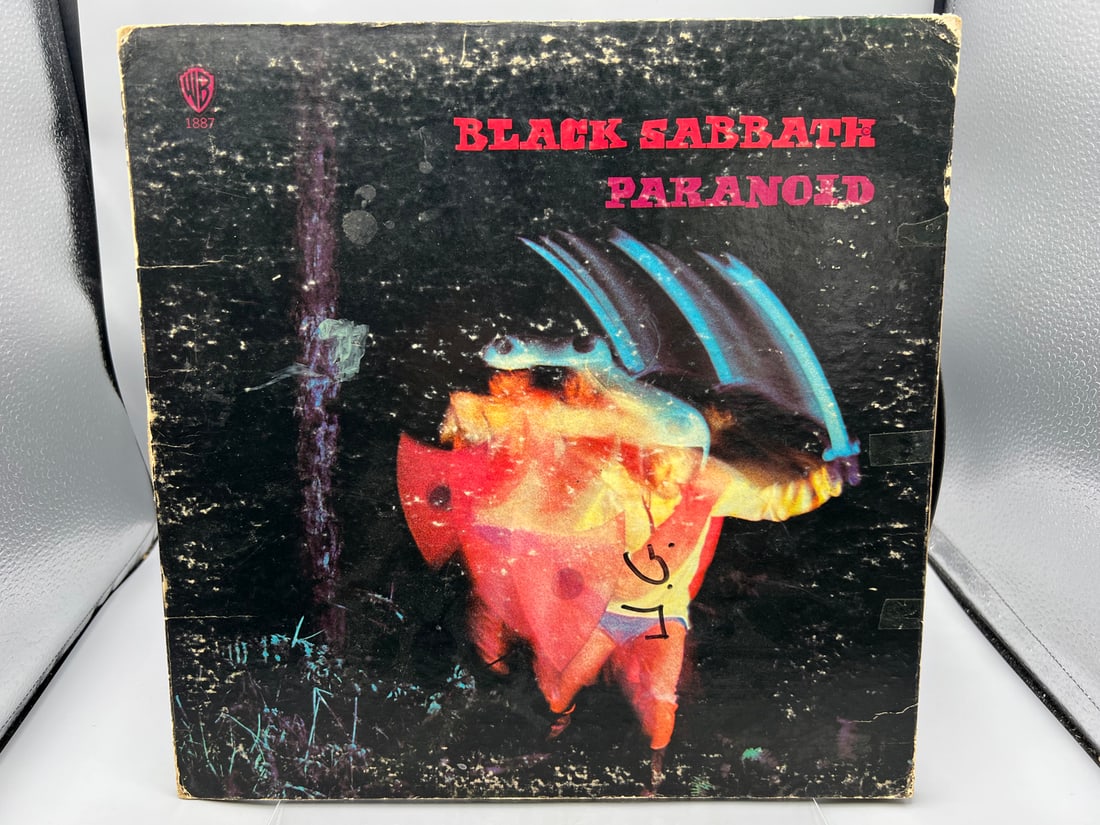 WB
1887
BLACK SABBATH
PARANOID